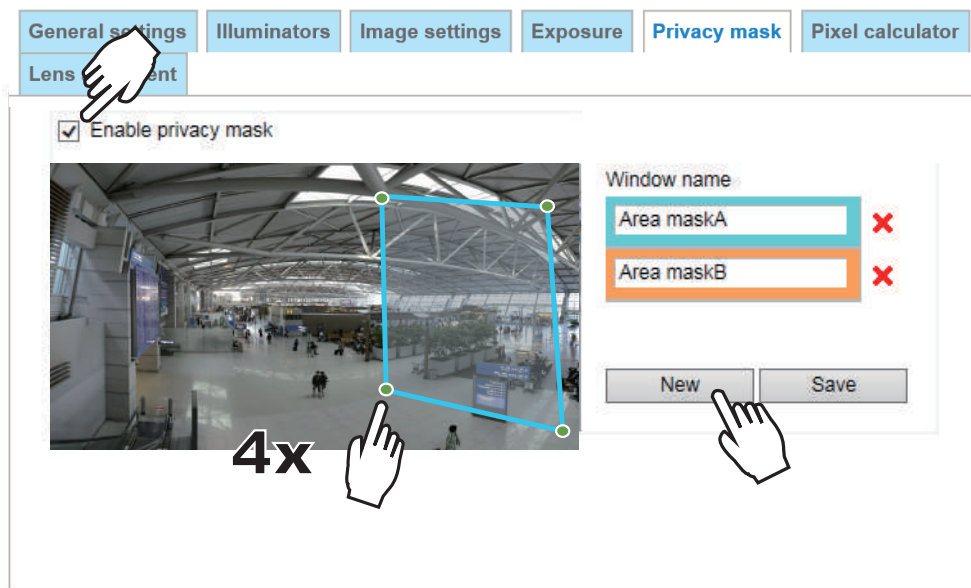 General settings Illuminators Image settings Exposure Privacy mask Pixel calculator
Lens
Enable privacy mask
Window name
Area maskA
Area maskB
New Save
4x